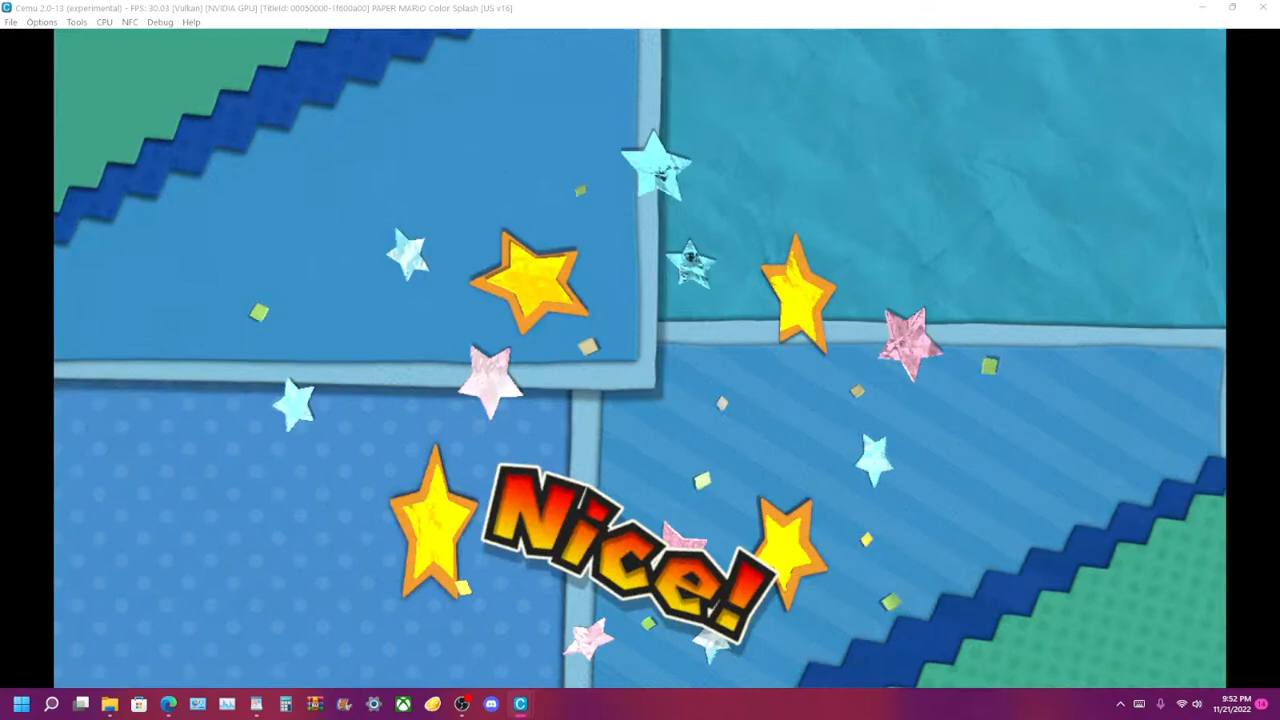 Cemu 2.0-13 (experimental) - FPS: 30.03 [Vulkan] [NVIDIA GPU] [TitleId: 00050000-1f600a00] PAPER MARIO Color Splash [US v16]
File Options Tools CPU NFC Debug Help
Nice!
9:52 PM
11/21/2022
14